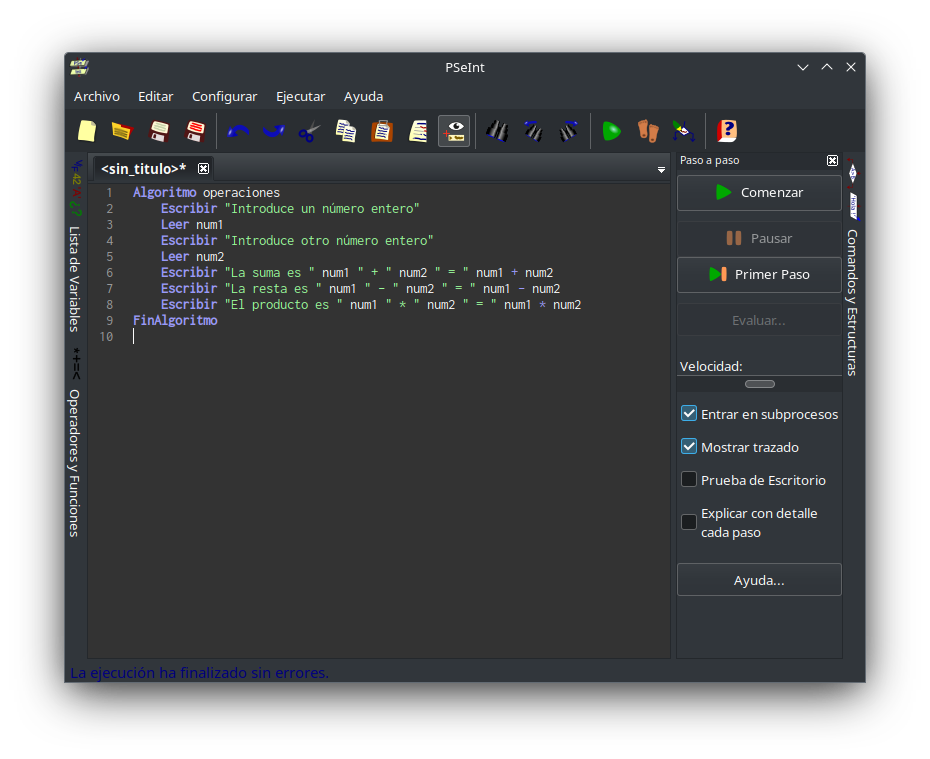 PSeInt
Archivo Editar Configurar Ejecutar Ayuda
<sin_titulo>*
1 Algoritmo operaciones
2 Escribir "Introduce un número entero"
3 Leer num1
4 Escribir "Introduce otro número entero"
5 Leer num2
6 Escribir "La suma es " num1 " + " num2 " = " num1 + num2
7 Escribir "La resta es " num1 " - " num2 " = " num1 - num2
8 Escribir "El producto es " num1 " * " num2 " = " num1 * num2
9 FinAlgoritmo
10
Lista de Variables
*+=<
Operadores y Funciones
Paso a paso
Comenzar
Pausar
Primer Paso
Evaluar...
Velocidad:
Entrar en subprocesos
Mostrar trazado
Prueba de Escritorio
Explicar con detalle
cada paso
Ayuda...
Comandos y Estructuras
La ejecución ha finalizado sin errores.